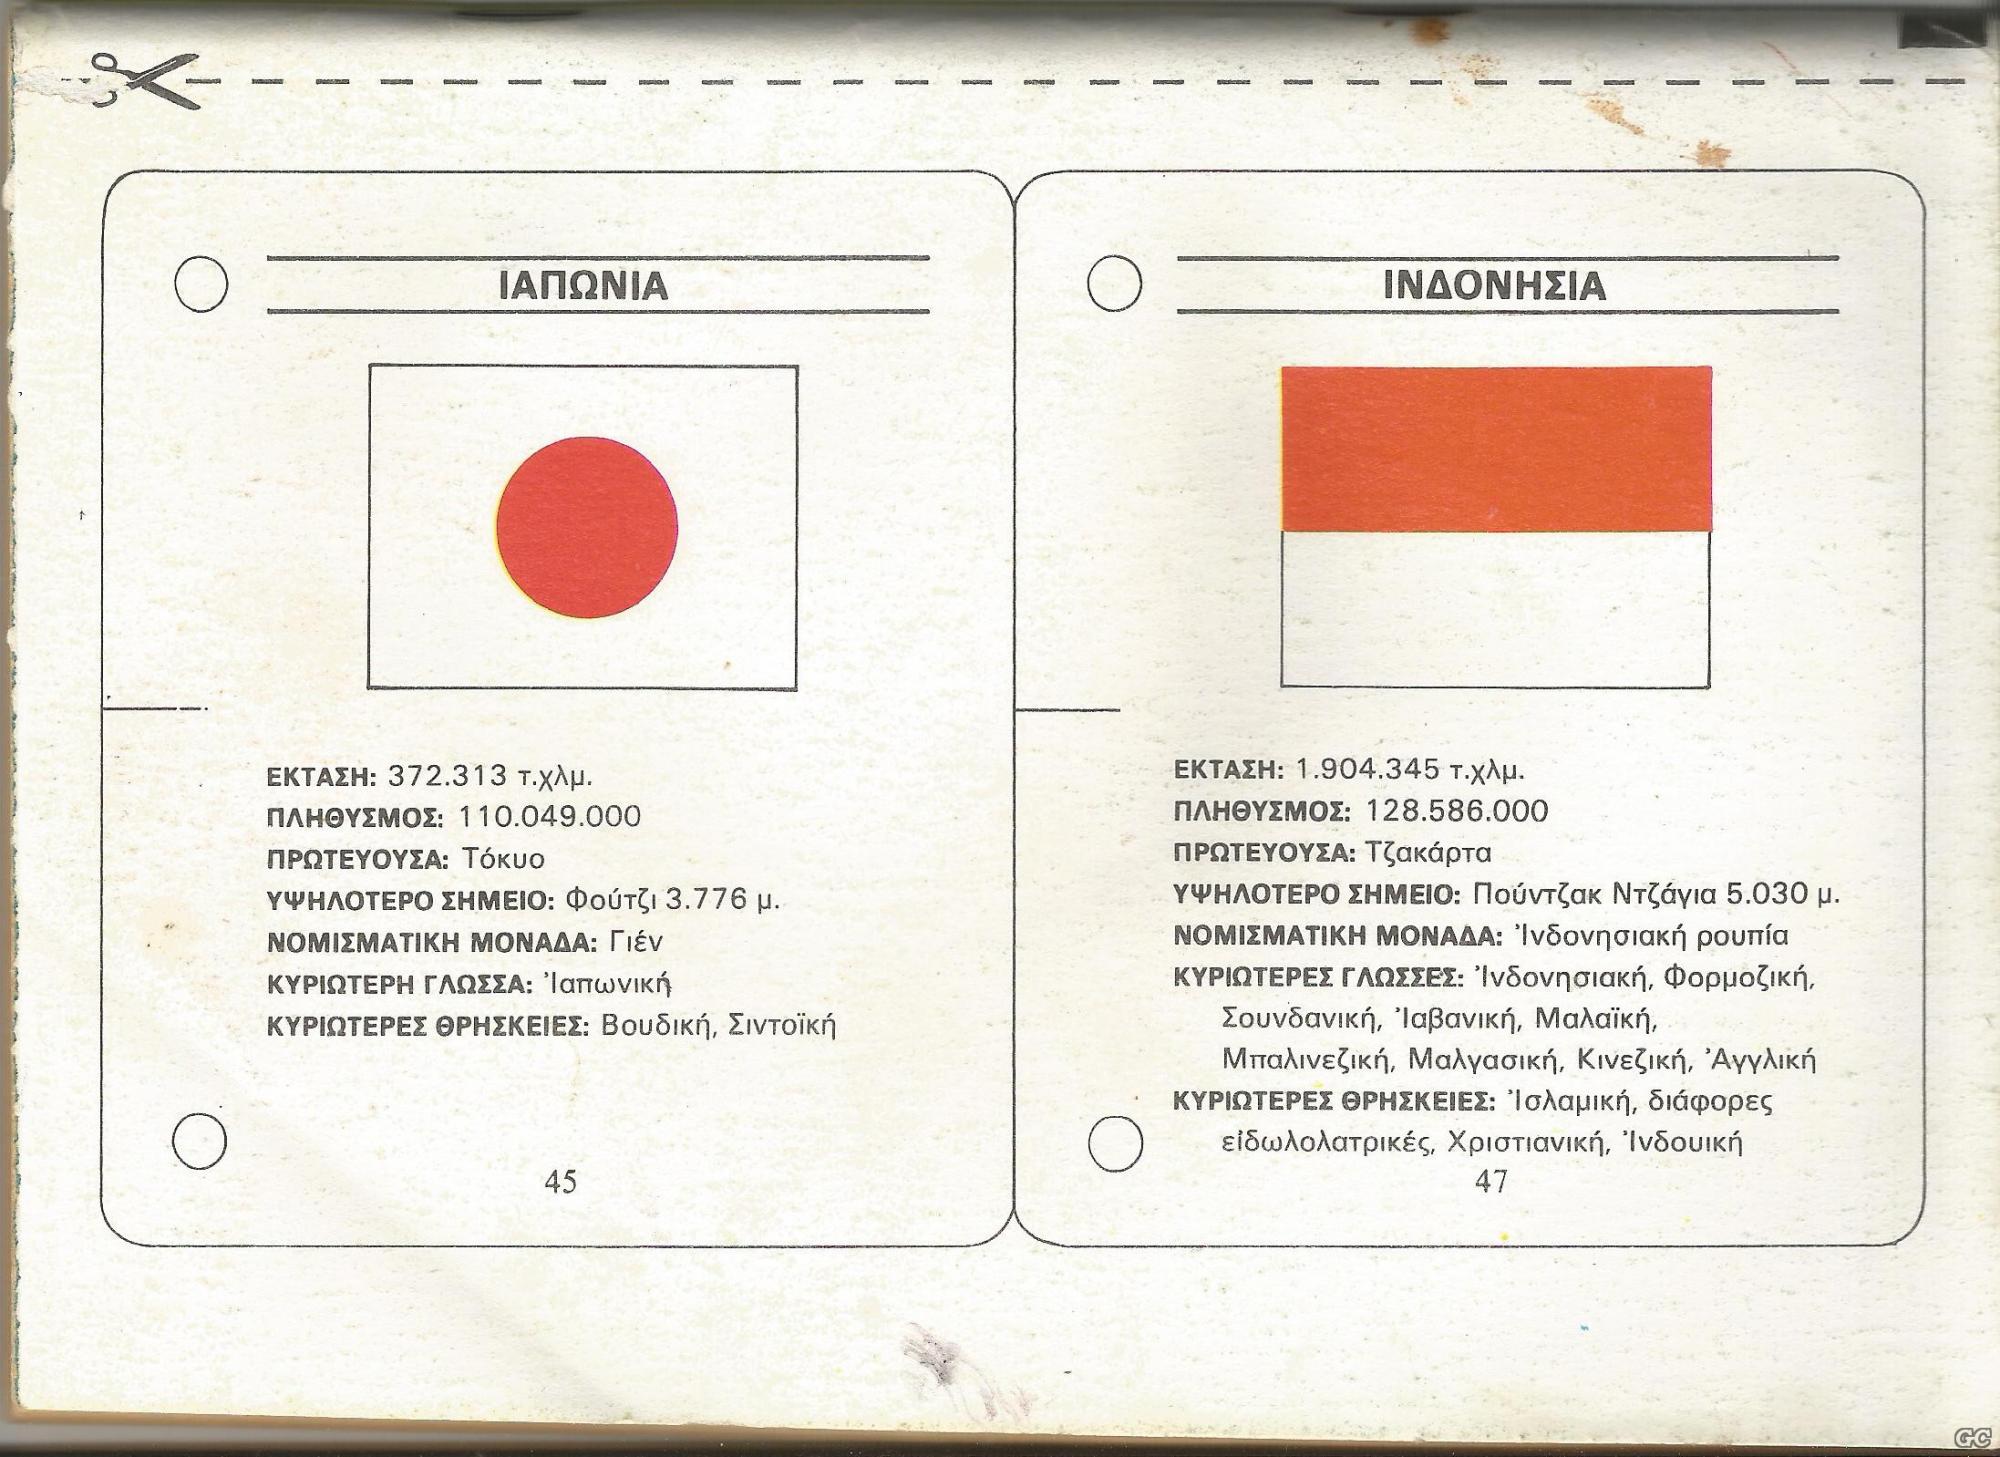 ΙΑΠΩΝΙΑ
ΕΚΤΑΣΗ: 372.313 τ.χλμ.
ΠΛΗΘΥΣΜΟΣ: 110.049.000
ΠΡΩΤΕΥΟΥΣΑ: Τόκυο
ΥΨΗΛΟΤΕΡΟ ΣΗΜΕΙΟ: Φούτζι 3.776 μ.
ΝΟΜΙΣΜΑΤΙΚΗ ΜΟΝΑΔΑ: Γιέν
ΚΥΡΙΩΤΕΡΗ ΓΛΩΣΣΑ: Ἰαπωνική
ΚΥΡΙΩΤΕΡΕΣ ΘΡΗΣΚΕΙΕΣ: Βουδική, Σιντοϊκή
45
ΙΝΔΟΝΗΣΙΑ
ΕΚΤΑΣΗ: 1.904.345 τ.χλμ.
ΠΛΗΘΥΣΜΟΣ: 128.586.000
ΠΡΩΤΕΥΟΥΣΑ: Τζακάρτα
ΥΨΗΛΟΤΕΡΟ ΣΗΜΕΙΟ: Πούντζακ Ντζάγια 5.030 μ.
ΝΟΜΙΣΜΑΤΙΚΗ ΜΟΝΑΔΑ: Ἰνδονησιακή ρουπία
ΚΥΡΙΩΤΕΡΕΣ ΓΛΩΣΣΕΣ: Ἰνδονησιακή, Φορμοζική,
Σουνδανική, Ἰαβανική, Μαλαϊκή,
Μπαλινεζική, Μαλγασική, Κινεζική, Ἀγγλική
ΚΥΡΙΩΤΕΡΕΣ ΘΡΗΣΚΕΙΕΣ: Ἰσλαμική, διάφορες
εἰδωλολατρικές, Χριστιανική, Ἰνδουική
47
GC